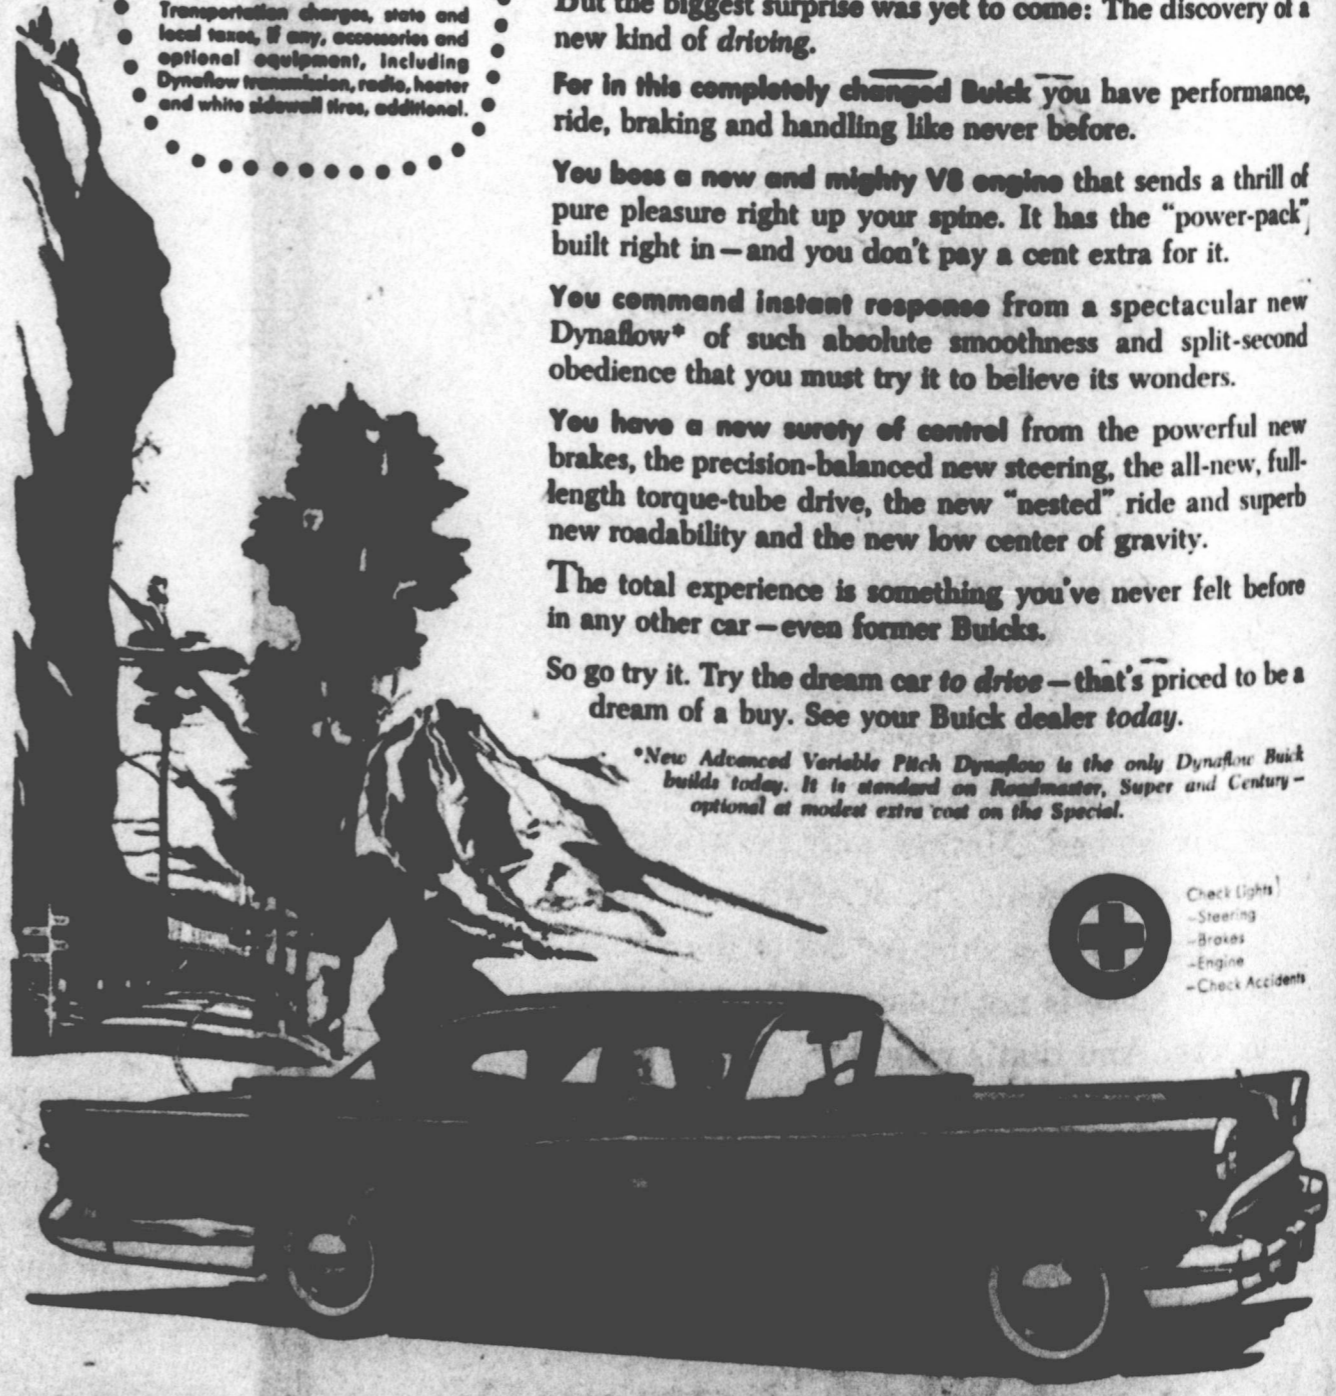 Transportation charges, state and
local taxes, if any, accessories and
optional equipment, including
Dynaflow transmission, radio, heater
and white sidewall tires, additional.
But the biggest surprise was yet to come: The discovery of a
new kind of driving.
For in this completely changed Buick you have performance,
ride, braking and handling like never before.
You boss a new and mighty V8 engine that sends a thrill of
pure pleasure right up your spine. It has the "power-pack"
built right in—and you don't pay a cent extra for it.
You command instant response from a spectacular new
Dynaflow* of such absolute smoothness and split-second
obedience that you must try it to believe its wonders.
You have a new surety of control from the powerful new
brakes, the precision-balanced new steering, the all-new, full-
length torque-tube drive, the new "nested" ride and superb
new roadability and the new low center of gravity.
The total experience is something you've never felt before
in any other car—even former Buicks.
So go try it. Try the dream car to drive—that's priced to be a
dream of a buy. See your Buick dealer today.
*New Advanced Variable Pitch Dynaflow is the only Dynaflow Buick
builds today. It is standard on Roadmaster, Super and Century—
optional at modest extra cost on the Special.
Check Lights!
—Steering
—Brakes
—Engine
—Check Accidents